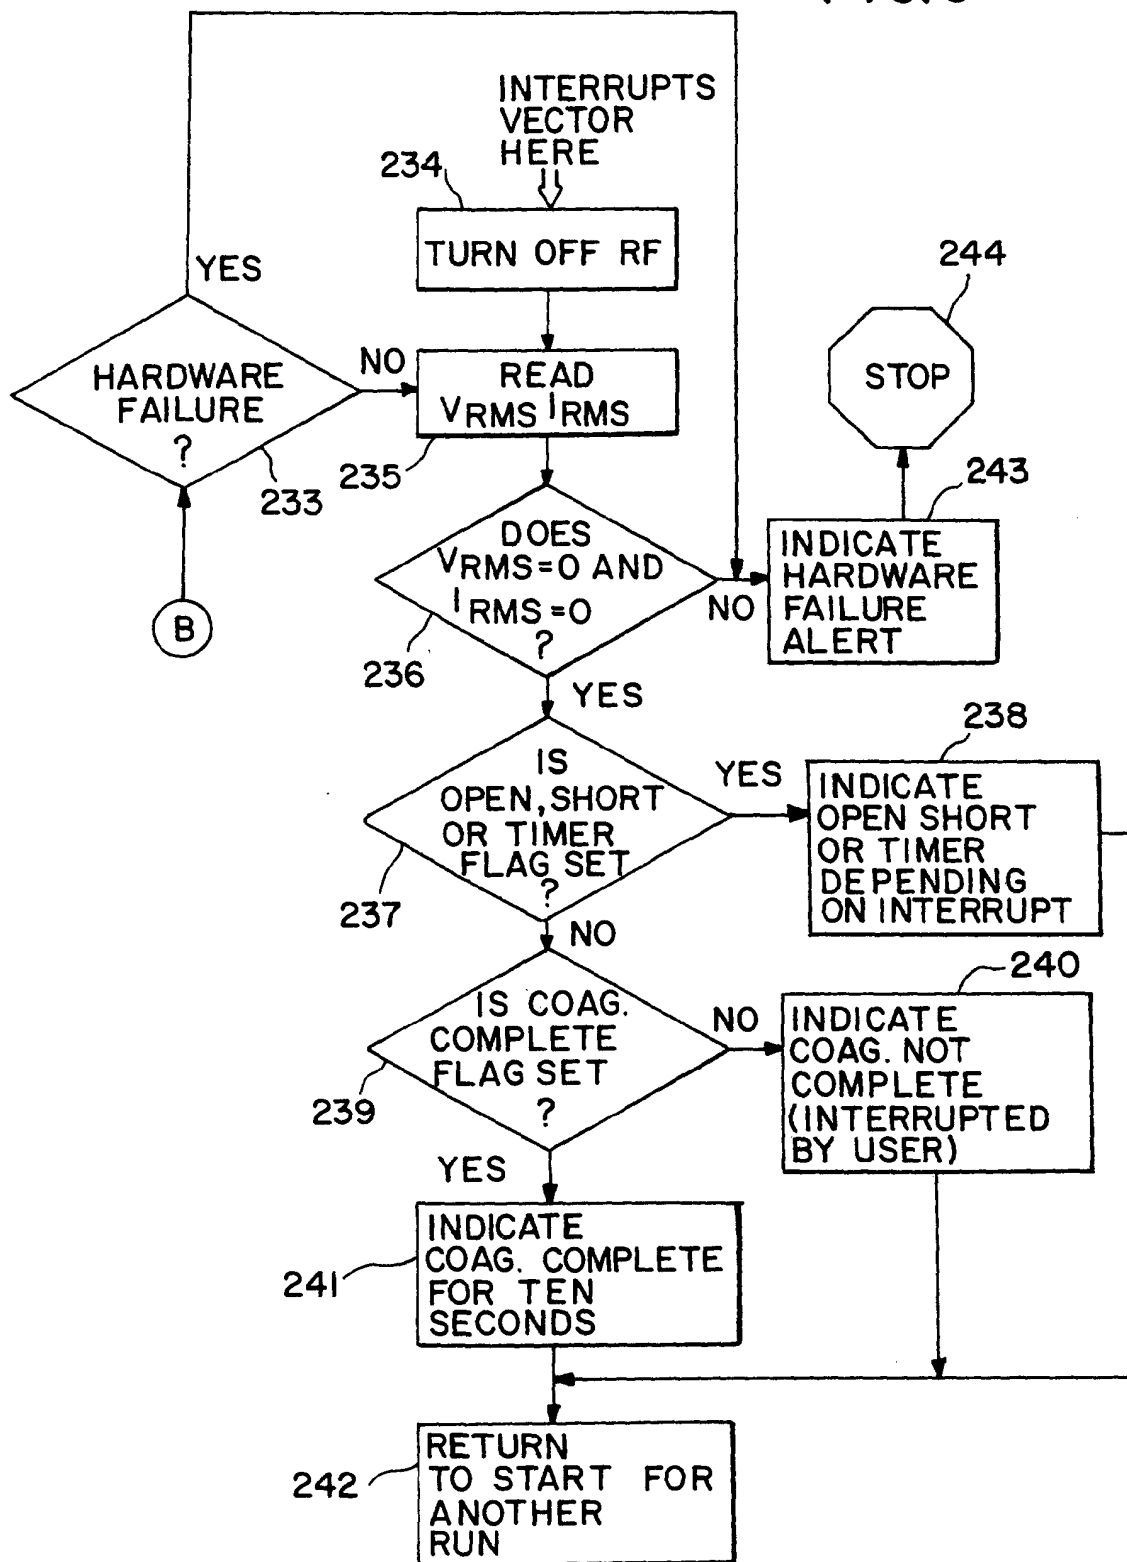 INTERRUPTS
VECTOR
HERE
234
TURN OFF RF
YES
HARDWARE
FAILURE
?
233
NO
READ
VRMS IRMS
235
244
STOP
243
INDICATE
HARDWARE
FAILURE
ALERT
DOES
VRMS=0 AND
IRMS=0
?
236
NO
B
YES
IS
OPEN, SHORT
OR TIMER
FLAG SET
?
237
YES
238
INDICATE
OPEN SHORT
OR TIMER
DEPENDING
ON INTERRUPT
NO
IS COAG.
COMPLETE
FLAG SET
?
239
NO
240
INDICATE
COAG. NOT
COMPLETE
(INTERRUPTED
BY USER)
YES
INDICATE
COAG. COMPLETE
FOR TEN
SECONDS
241
RETURN
TO START FOR
ANOTHER
RUN
242